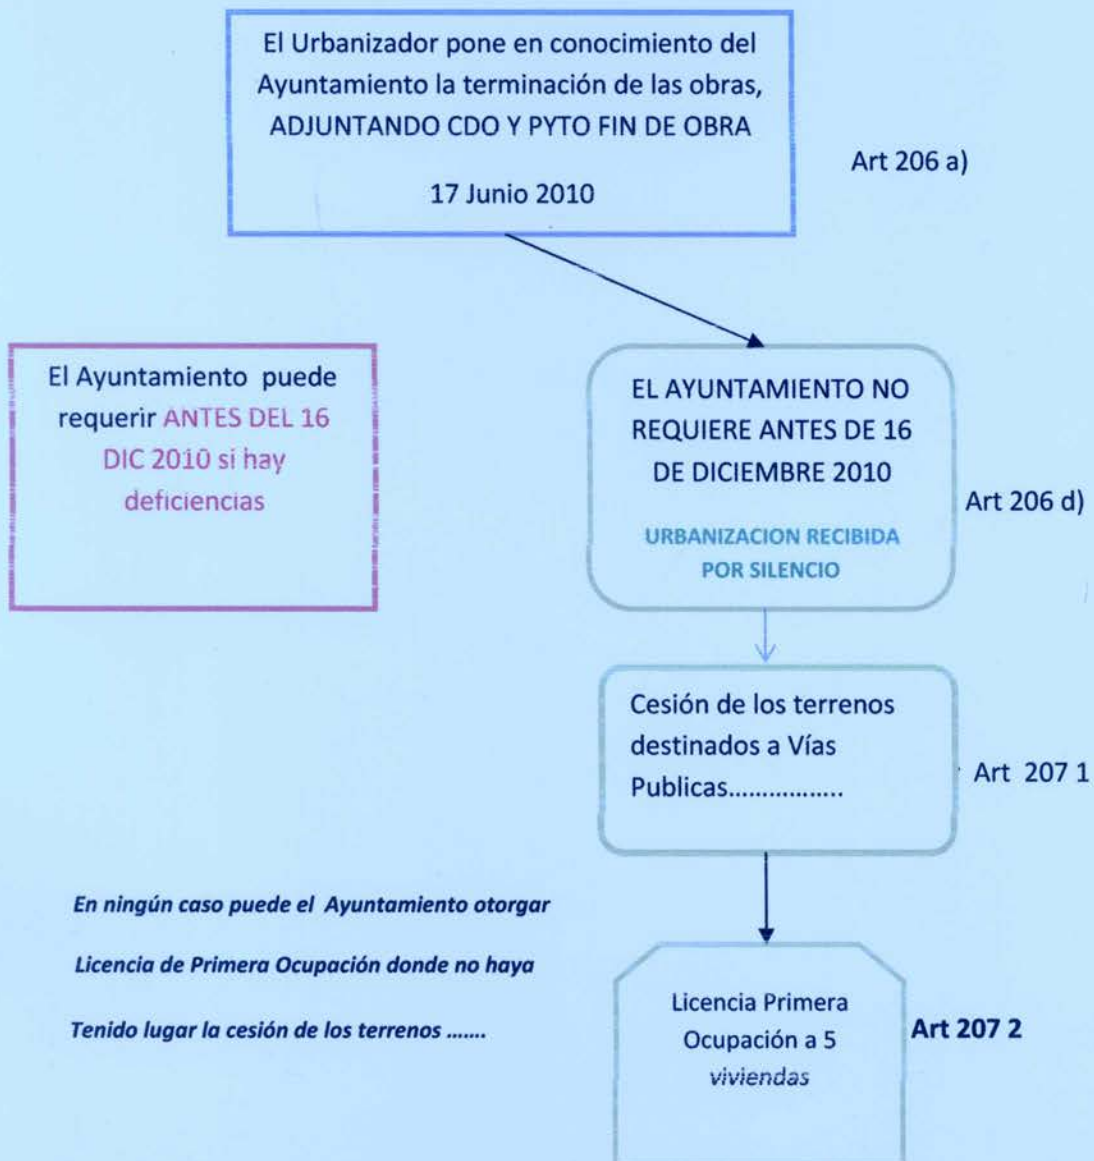 El Urbanizador pone en conocimiento del
Ayuntamiento la terminación de las obras,
ADJUNTANDO CDO Y PYTO FIN DE OBRA
17 Junio 2010
Art 206 a)
El Ayuntamiento puede
requerir ANTES DEL 16
DIC 2010 si hay
deficiencias
EL AYUNTAMIENTO NO
REQUIERE ANTES DE 16
DE DICIEMBRE 2010
URBANIZACION RECIBIDA
POR SILENCIO
Art 206 d)
Cesión de los terrenos
destinados a Vías
Publicas.................
Art 207 1
En ningún caso puede el Ayuntamiento otorgar
Licencia de Primera Ocupación donde no haya
Tenido lugar la cesión de los terrenos .......
Licencia Primera
Ocupación a 5
viviendas
Art 207 2